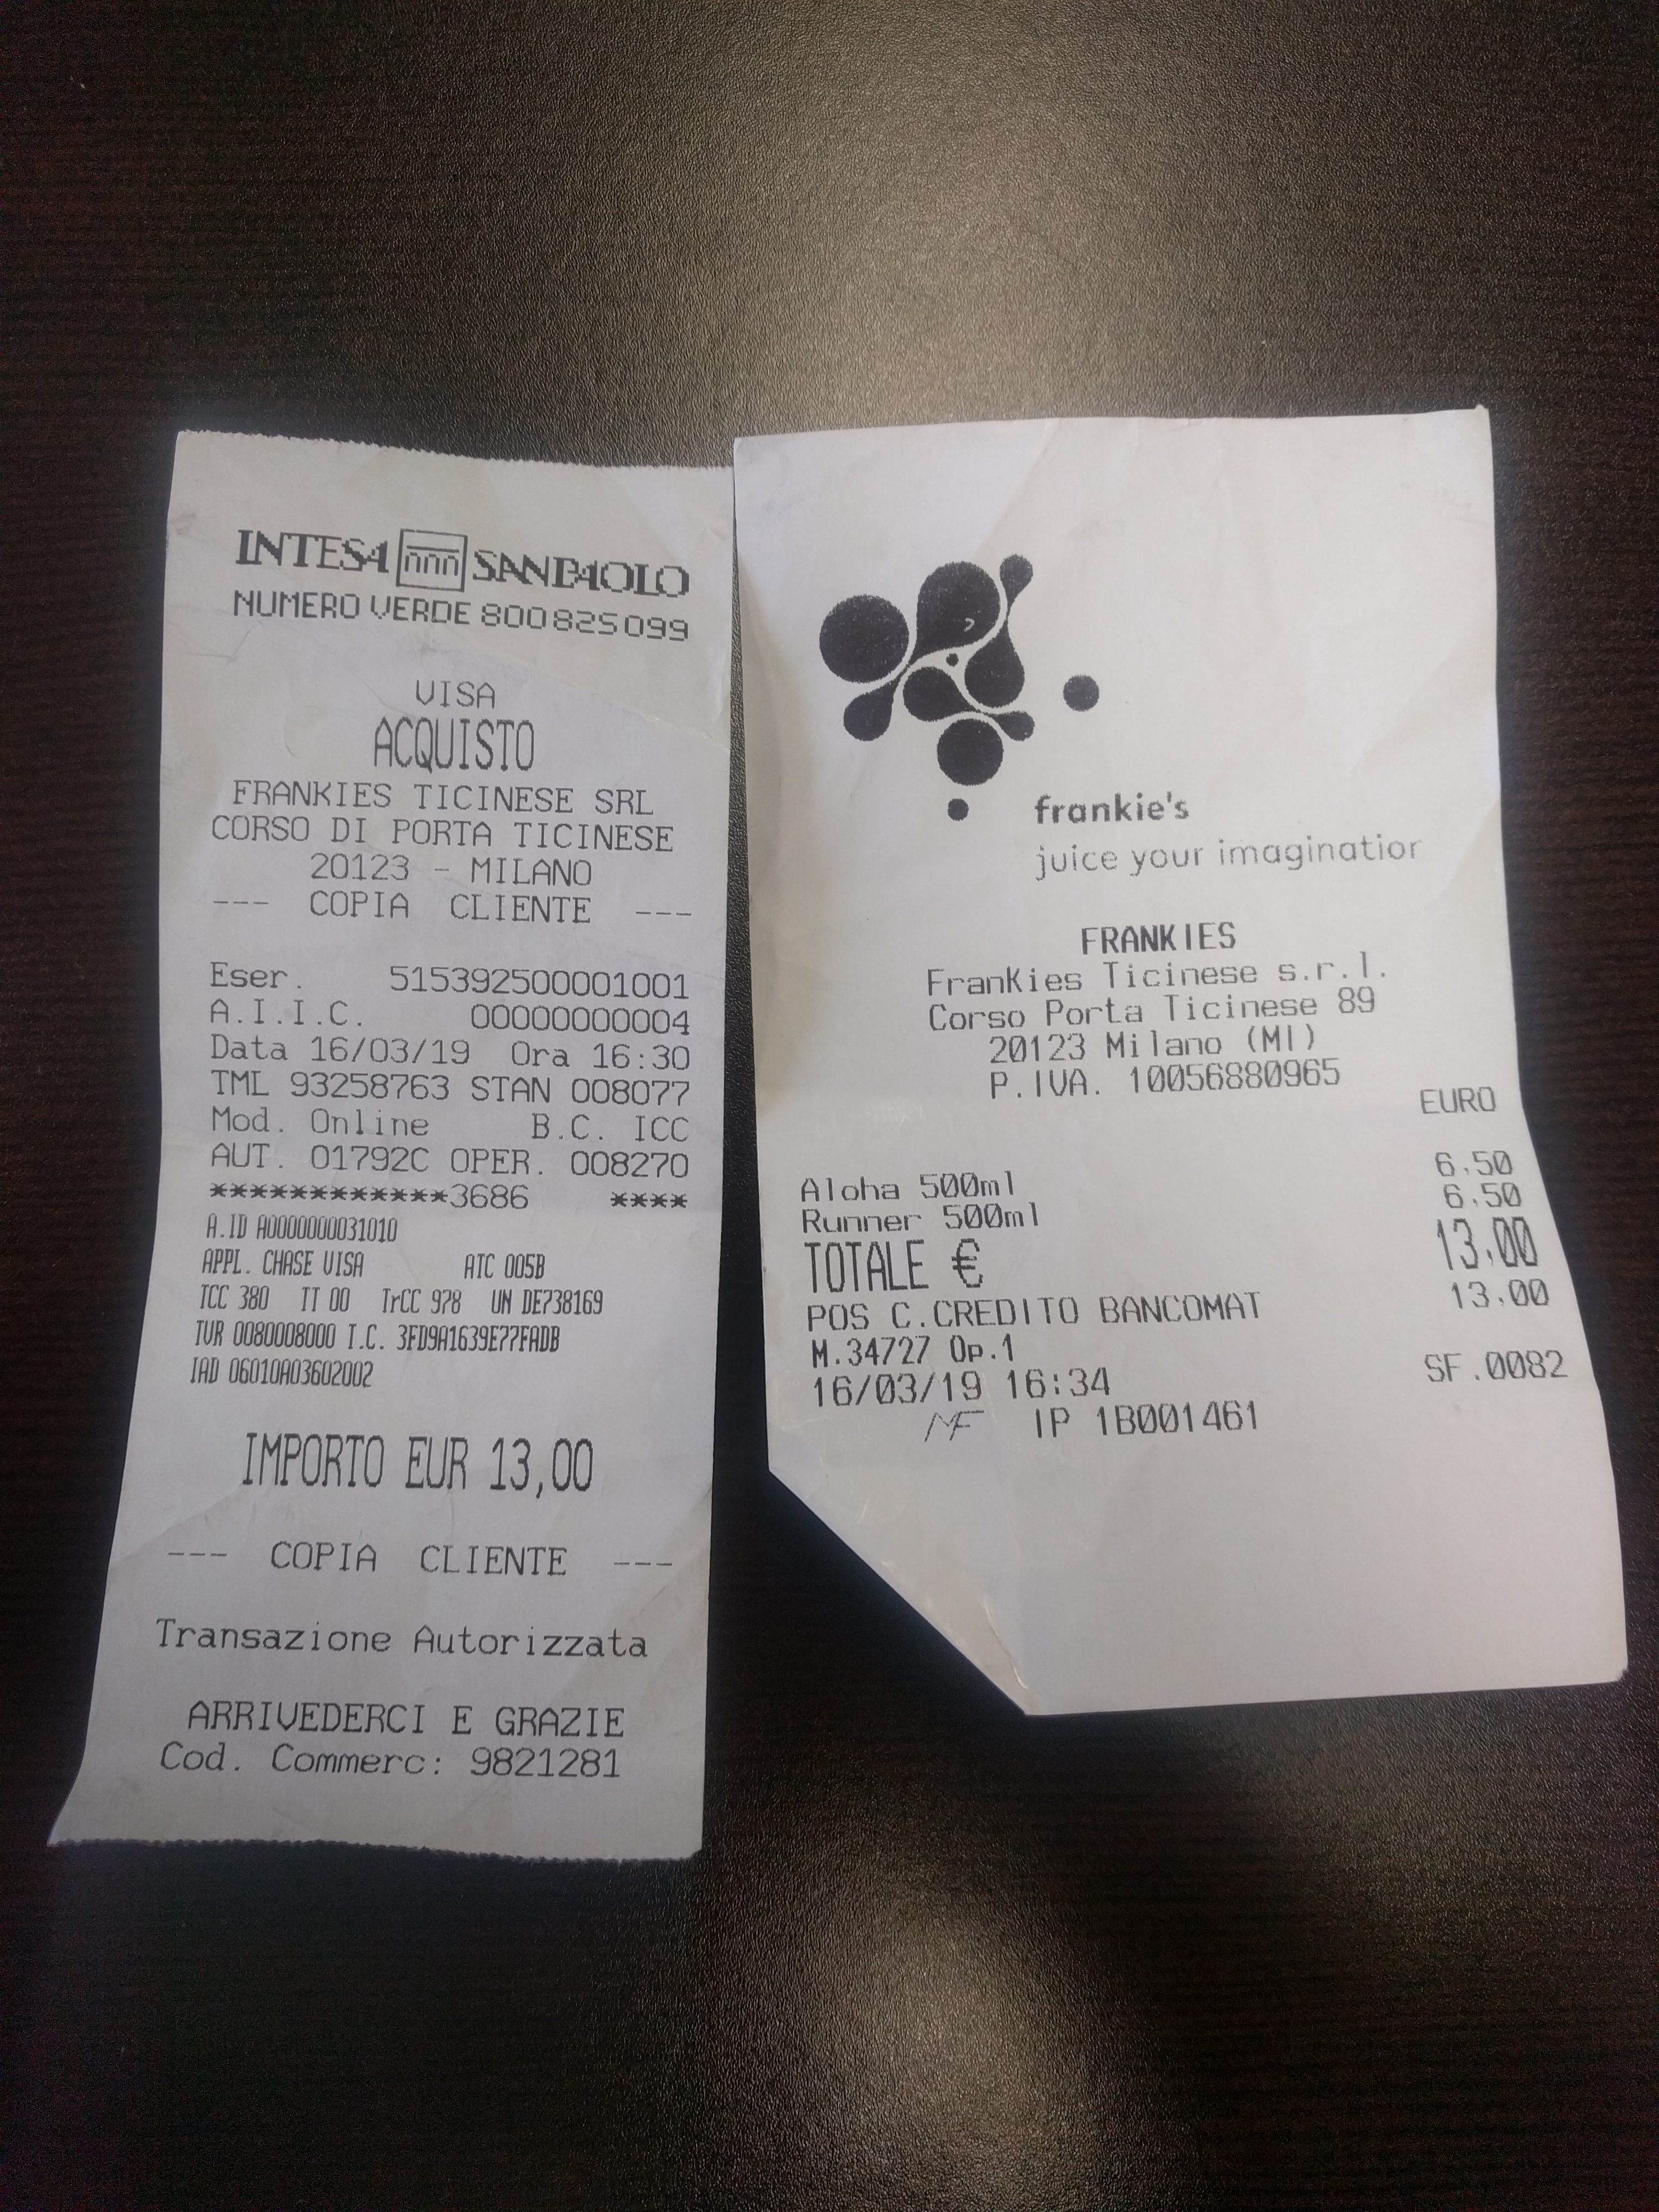 INTESA SANPAOLO
NUMERO VERDE 800825099
VISA
ACQUISTO
FRANKIES TICINESE SRL
CORSO DI PORTA TICINESE
20123 - MILANO
--- COPIA CLIENTE ---
Eser. 515392500001001
A.I.I.C. 00000000004
Data 16/03/19 Ora 16:30
TML 93258763 STAN 008077
Mod. Online B.C. ICC
AUT. 01792C OPER. 008270
************3686 ****
A.ID A0000000031010
APPL. CHASE VISA ATC 005B
ICC 380 TT 00 TrCC 978 UN DE738169
TVR 0080008000 T.C. 3FD9A1639E77FADB
IAD 06010A03602002
IMPORTO EUR 13,00
--- COPIA CLIENTE ---
Transazione Autorizzata
ARRIVEDERCI E GRAZIE
Cod. Commerc: 9821281
frankie's
juice your imagination
FRANKIES
FranKies Ticinese s.r.l.
Corso Porta Ticinese 89
20123 Milano (MI)
P.IVA. 10056880965
EURO
Aloha 500ml 6,50
Runner 500ml 6,50
TOTALE € 13,00
POS C.CREDITO BANCOMAT 13,00
M.34727 Op.1
16/03/19 16:34 SF.0082
MF IP 1B001461